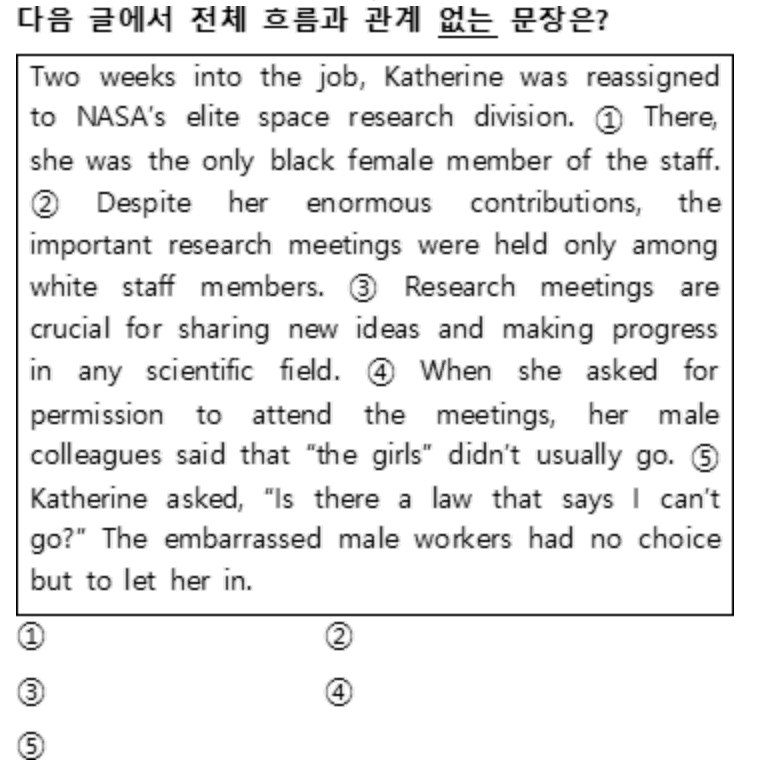 다음 글에서 전체 흐름과 관계 없는 문장은?
Two weeks into the job, Katherine was reassigned
to NASA’s elite space research division. ① There,
she was the only black female member of the staff.
② Despite her enormous contributions, the
important research meetings were held only among
white staff members. ③ Research meetings are
crucial for sharing new ideas and making progress
in any scientific field. ④ When she asked for
permission to attend the meetings, her male
colleagues said that “the girls” didn’t usually go. ⑤
Katherine asked, “Is there a law that says I can’t
go?” The embarrassed male workers had no choice
but to let her in.
① ②
③ ④
⑤